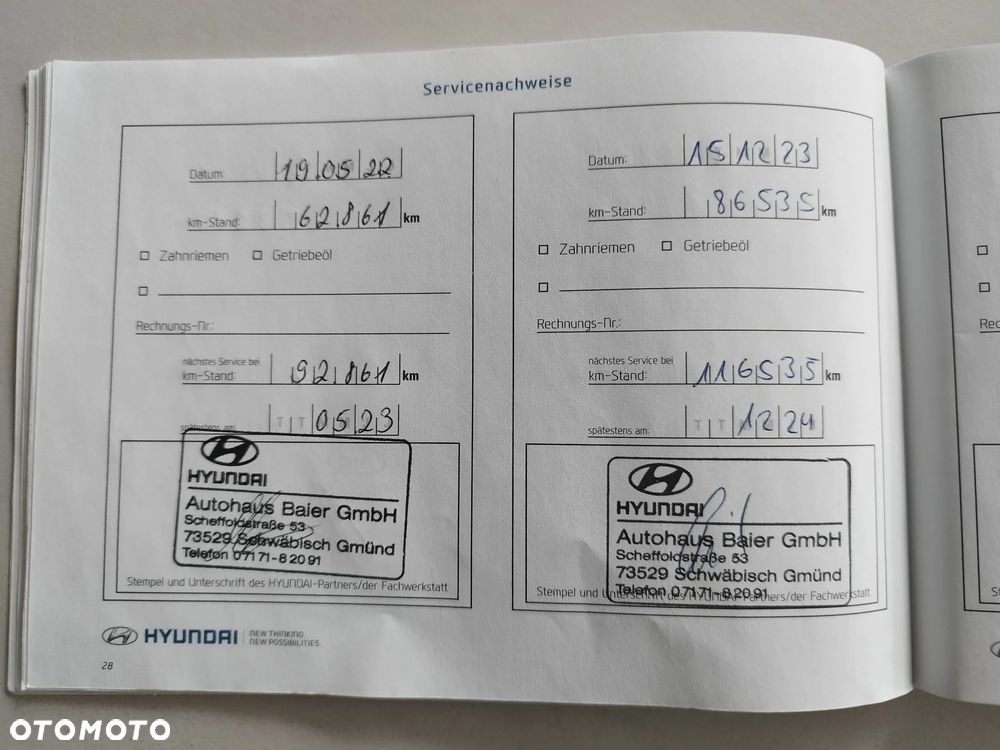 Servicenachweise
Datum: 19 05 22
km-Stand: 62861 km
Zahnriemen Getriebeöl
Rechnungs-Nr.:
nächstes Service bei
km-Stand: 92861 km
spätestens am: T T 05 23
HYUNDAI
Autohaus Baier GmbH
Scheffoldstraße 53
73529 Schwäbisch Gmünd
Telefon 07171-82091
Stempel und Unterschrift des HYUNDAI-Partners/der Fachwerkstatt
Datum: 15 12 23
km-Stand: 86535 km
Zahnriemen Getriebeöl
Rechnungs-Nr.:
nächstes Service bei
km-Stand: 116535 km
spätestens am: T T 12 24
HYUNDAI
Autohaus Baier GmbH
Scheffoldstraße 53
73529 Schwäbisch Gmünd
Telefon 07171-82091
Stempel und Unterschrift des HYUNDAI-Partners/der Fachwerkstatt
HYUNDAI NEW THINKING.
NEW POSSIBILITIES.
28
OTOMOTO